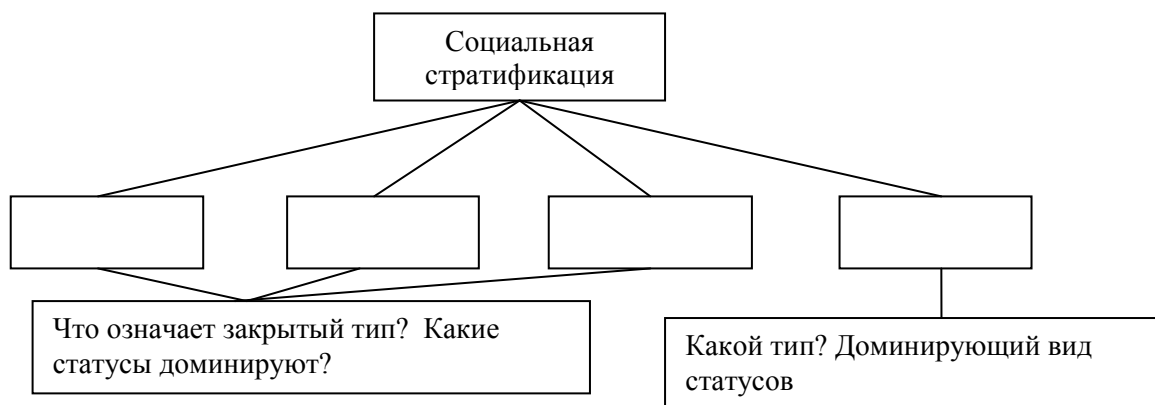 Социальная
стратификация
Что означает закрытый тип? Какие
статусы доминируют?
Какой тип? Доминирующий вид
статусов